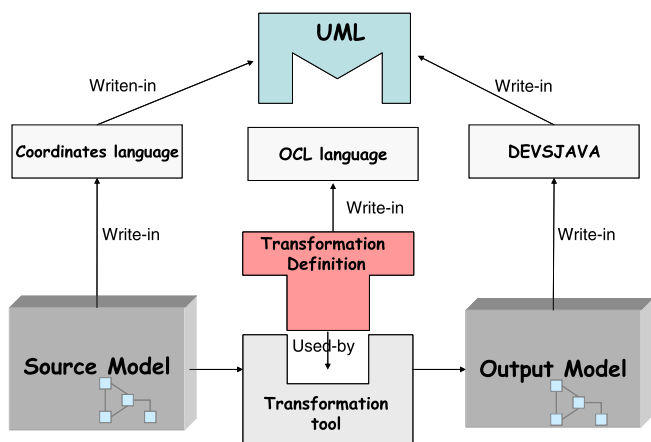 UML
Writen-in
Write-in
Coordinates language
OCL language
DEVSJAVA
Write-in
Write-in
Write-in
Transformation
Definition
Used-by
Source Model
Output Model
Transformation
tool